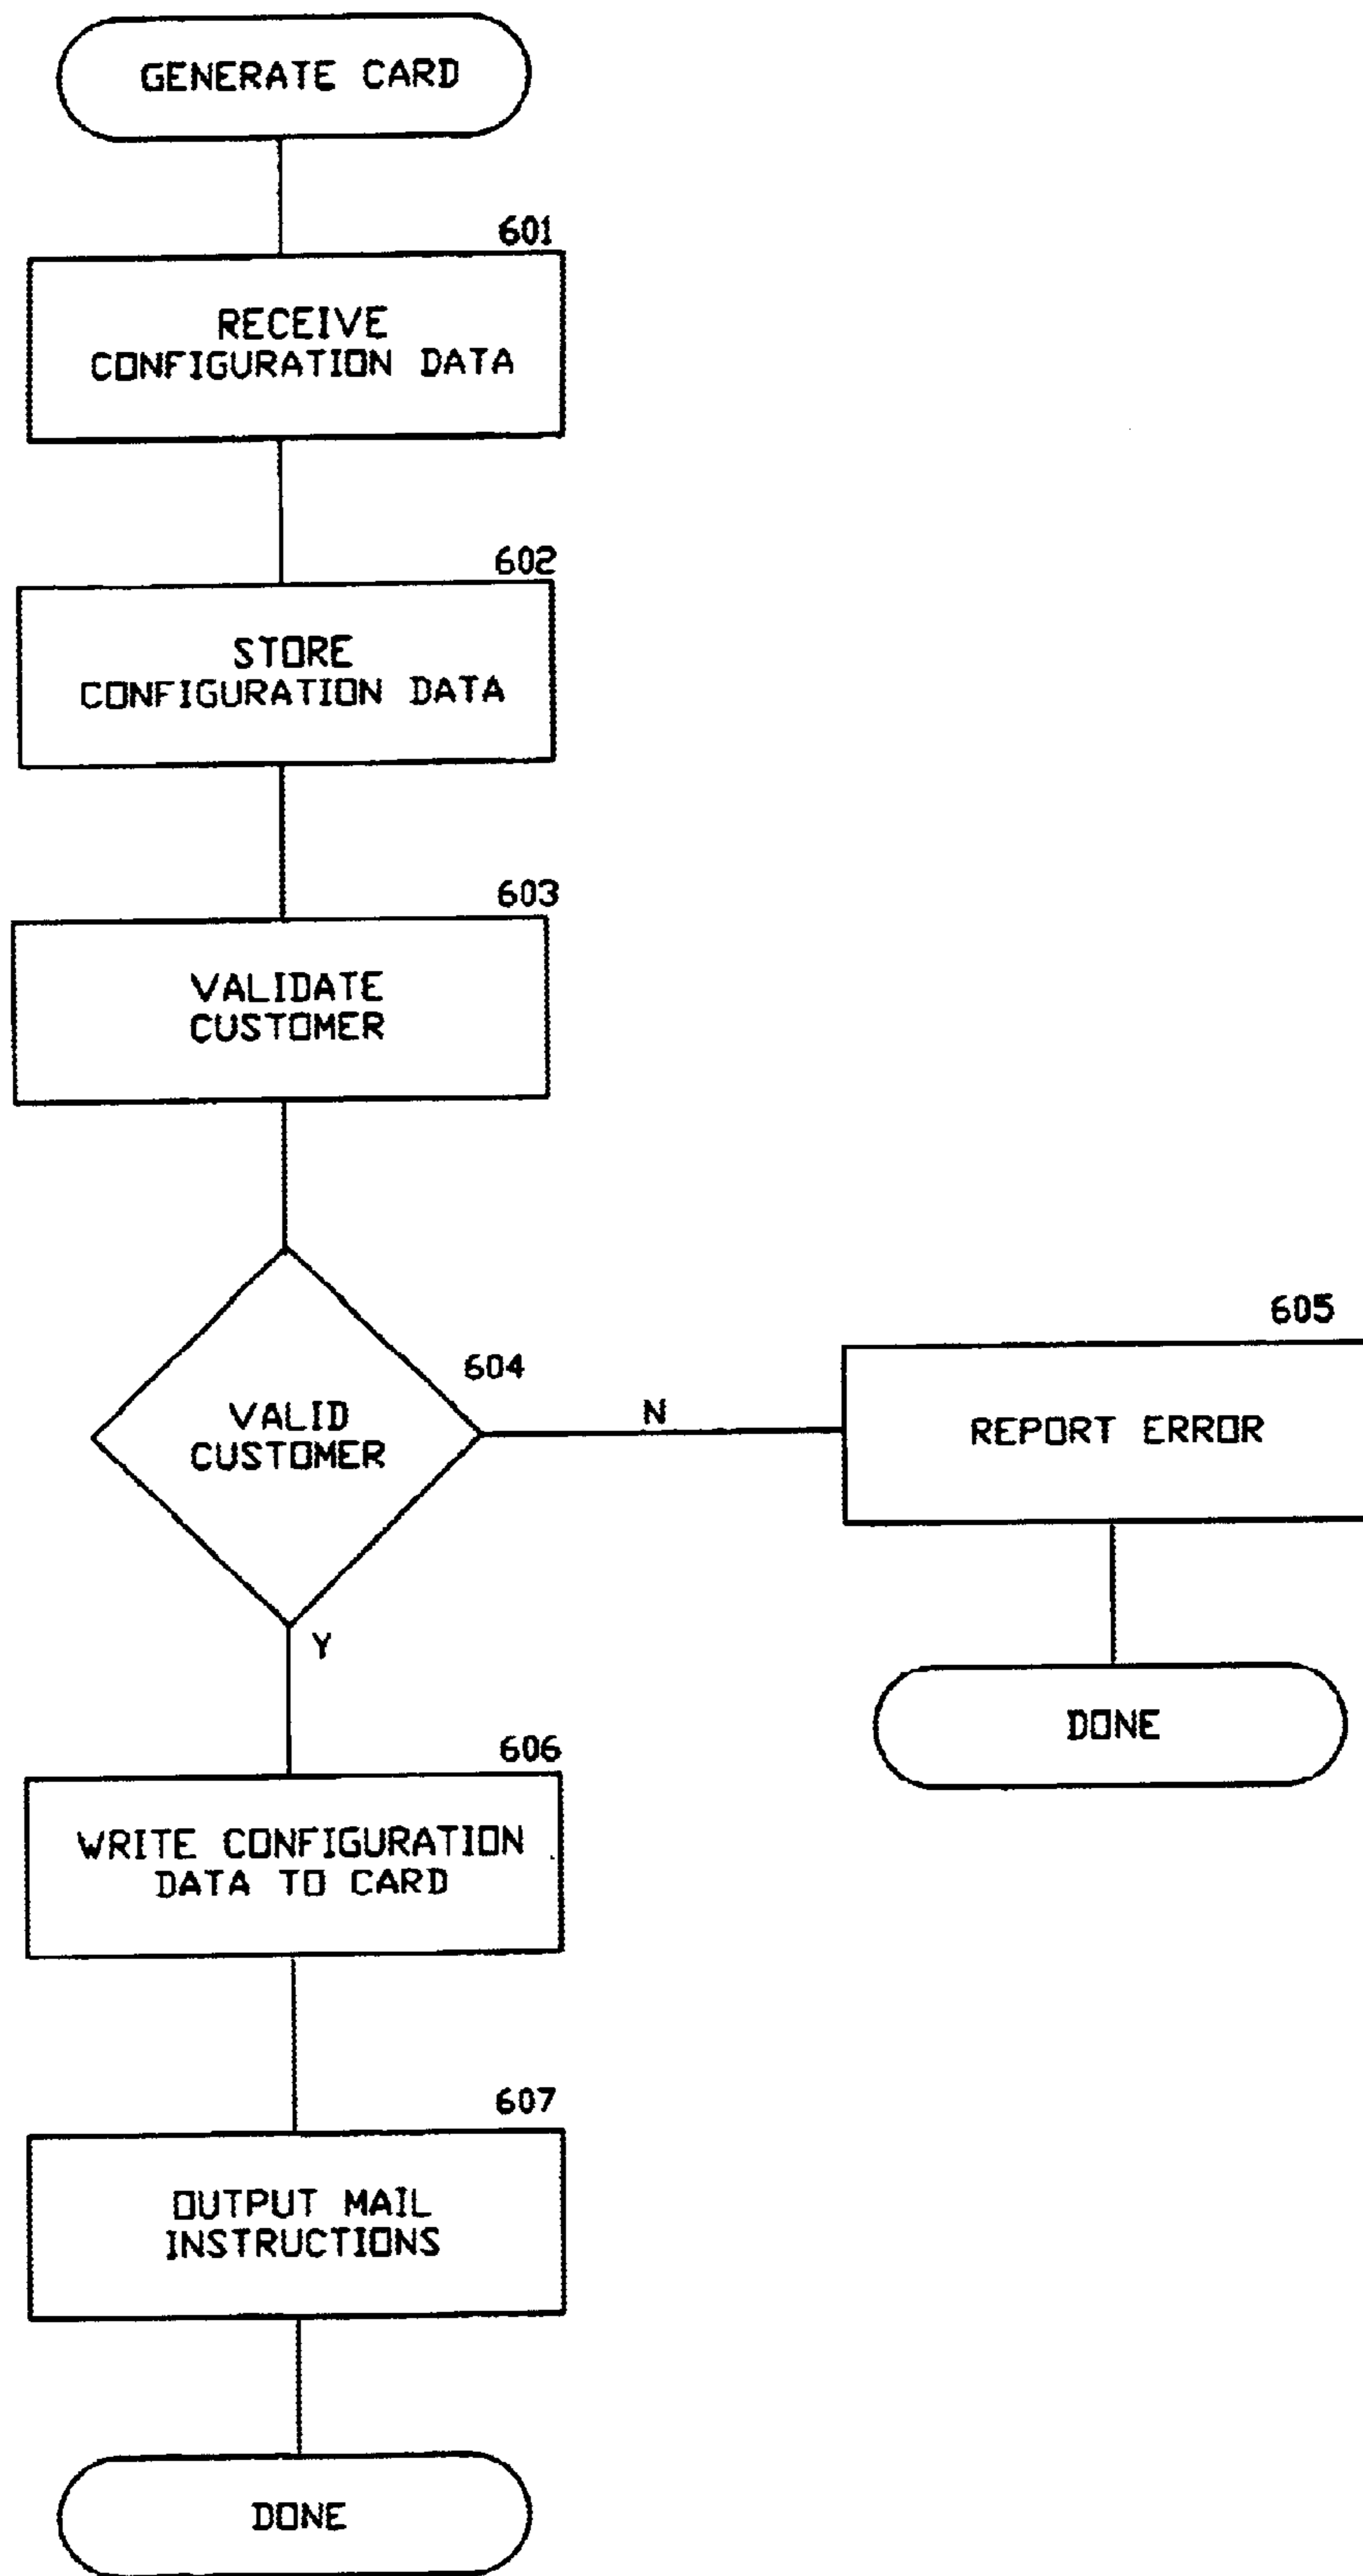 GENERATE CARD
601
RECEIVE
CONFIGURATION DATA
602
STORE
CONFIGURATION DATA
603
VALIDATE
CUSTOMER
604
VALID
CUSTOMER
N
605
REPORT ERROR
DONE
Y
606
WRITE CONFIGURATION
DATA TO CARD
607
OUTPUT MAIL
INSTRUCTIONS
DONE